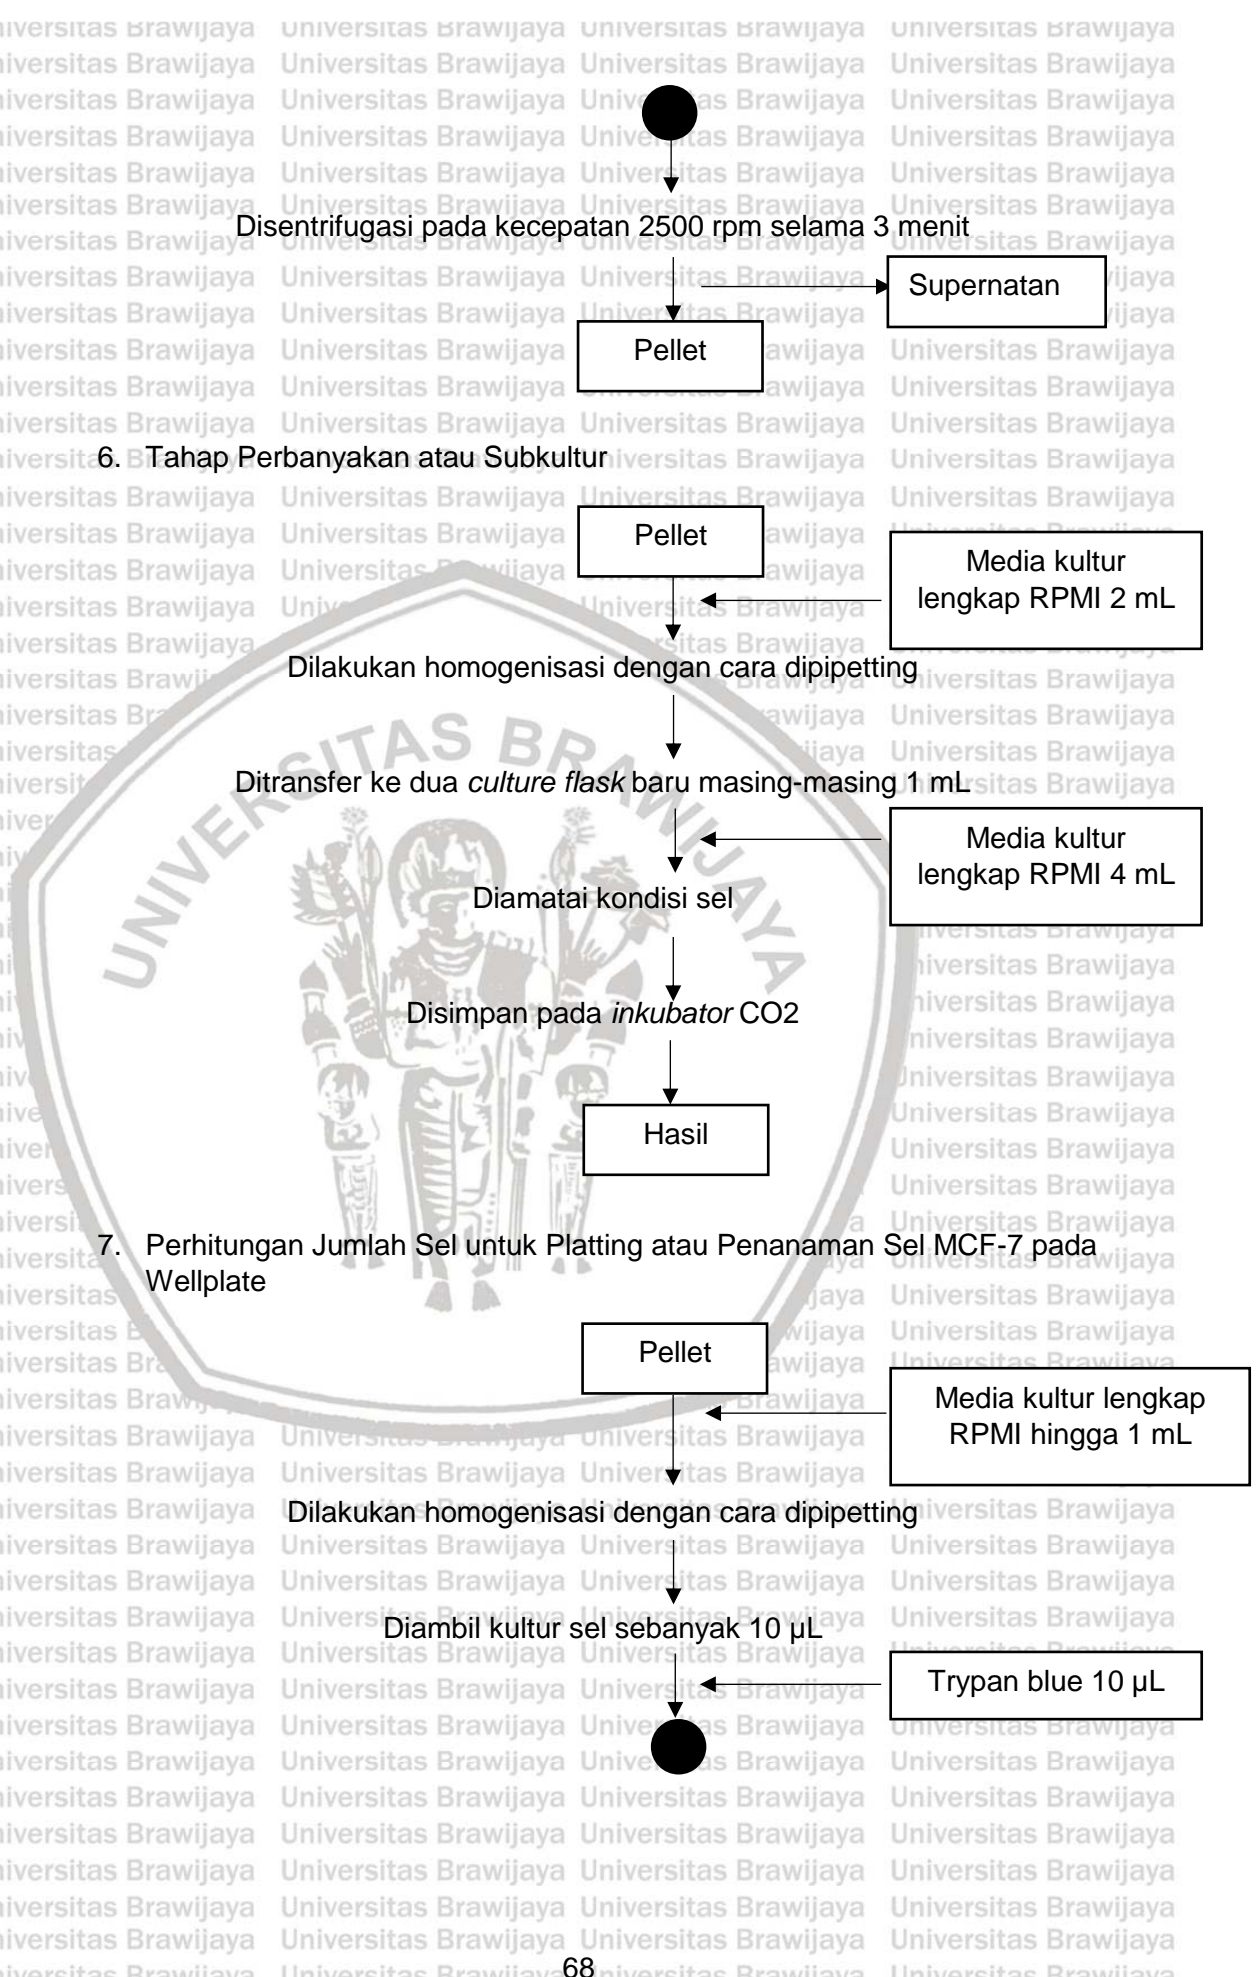 Disentrifugasi pada kecepatan 2500 rpm selama 3 menit
Supernatan
Pellet
6. Tahap Perbanyakan atau Subkultur
Pellet
Media kultur
lengkap RPMI 2 mL
Dilakukan homogenisasi dengan cara dipipetting
Ditransfer ke dua culture flask baru masing-masing 1 mL
Media kultur
lengkap RPMI 4 mL
Diamatai kondisi sel
Disimpan pada inkubator CO2
Hasil
7. Perhitungan Jumlah Sel untuk Platting atau Penanaman Sel MCF-7 pada
Wellplate
Pellet
Media kultur lengkap
RPMI hingga 1 mL
Dilakukan homogenisasi dengan cara dipipetting
Diambil kultur sel sebanyak 10 µL
Trypan blue 10 µL
68
UNIVERSITAS BRAWIJAYA